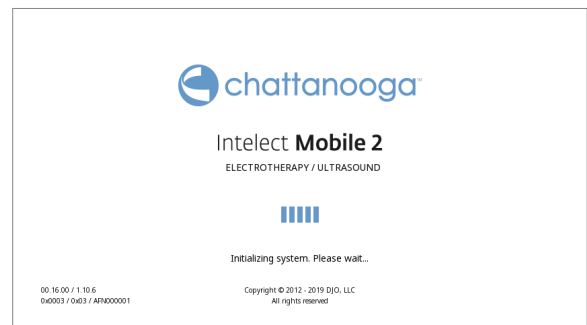 chattanooga™
Intelect Mobile 2
ELECTROTHERAPY / ULTRASOUND
Initializing system. Please wait...
00.16.00 / 1.10.6
0x0003 / 0x03 / AFN000001
Copyright © 2012 - 2019 DJO, LLC
All rights reserved